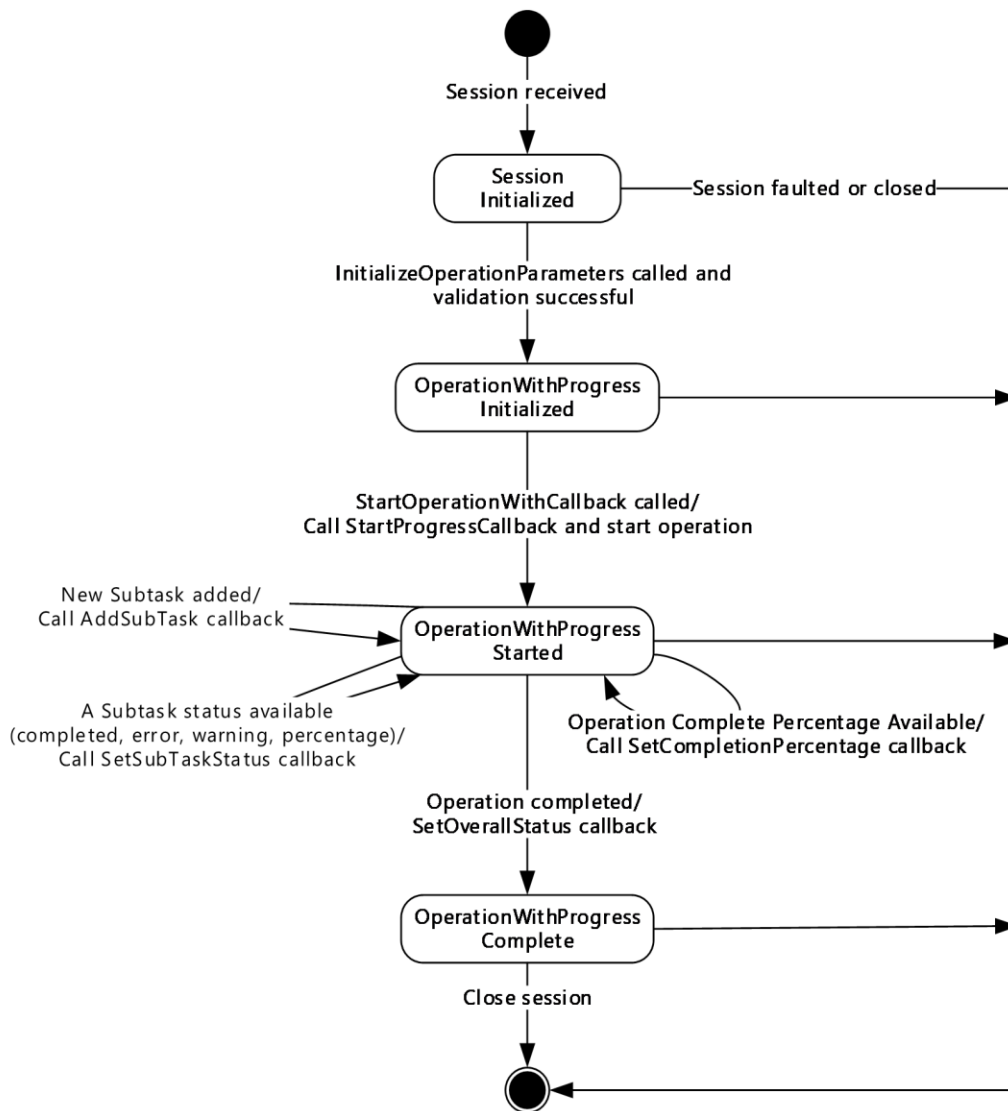 Session received
Session
Initialized
Session faulted or closed
InitializeOperationParameters called and
validation successful
OperationWithProgress
Initialized
StartOperationWithCallback called/
Call StartProgressCallback and start operation
New Subtask added/
Call AddSubTask callback
OperationWithProgress
Started
A Subtask status available
(completed, error, warning, percentage)/
Call SetSubTaskStatus callback
Operation Complete Percentage Available/
Call SetCompletionPercentage callback
Operation completed/
SetOverallStatus callback
OperationWithProgress
Complete
Close session